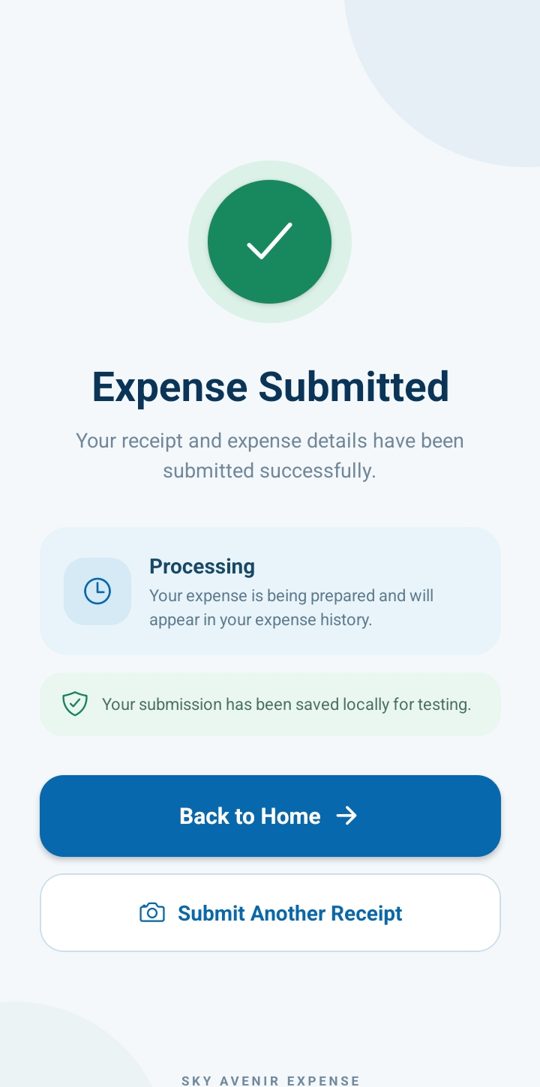 Expense Submitted
Your receipt and expense details have been
submitted successfully.
Processing
Your expense is being prepared and will
appear in your expense history.
Your submission has been saved locally for testing.
Back to Home
Submit Another Receipt
SKY AVENIR EXPENSE